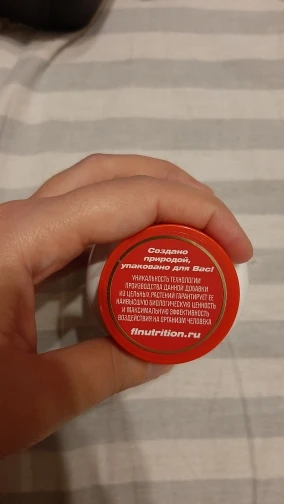 Создано
природой,
упаковано для Вас!
УНИКАЛЬНОСТЬ ТЕХНОЛОГИИ
ПРОИЗВОДСТВА ДАННОЙ ДОБАВКИ
ИЗ ЦЕЛЬНЫХ РАСТЕНИЙ ГАРАНТИРУЕТ ЕЕ
НАИВЫСШУЮ БИОЛОГИЧЕСКУЮ ЦЕННОСТЬ
И МАКСИМАЛЬНУЮ ЭФФЕКТИВНОСТЬ
ВОЗДЕЙСТВИЯ НА ОРГАНИЗМ ЧЕЛОВЕКА
flnutrition.ru